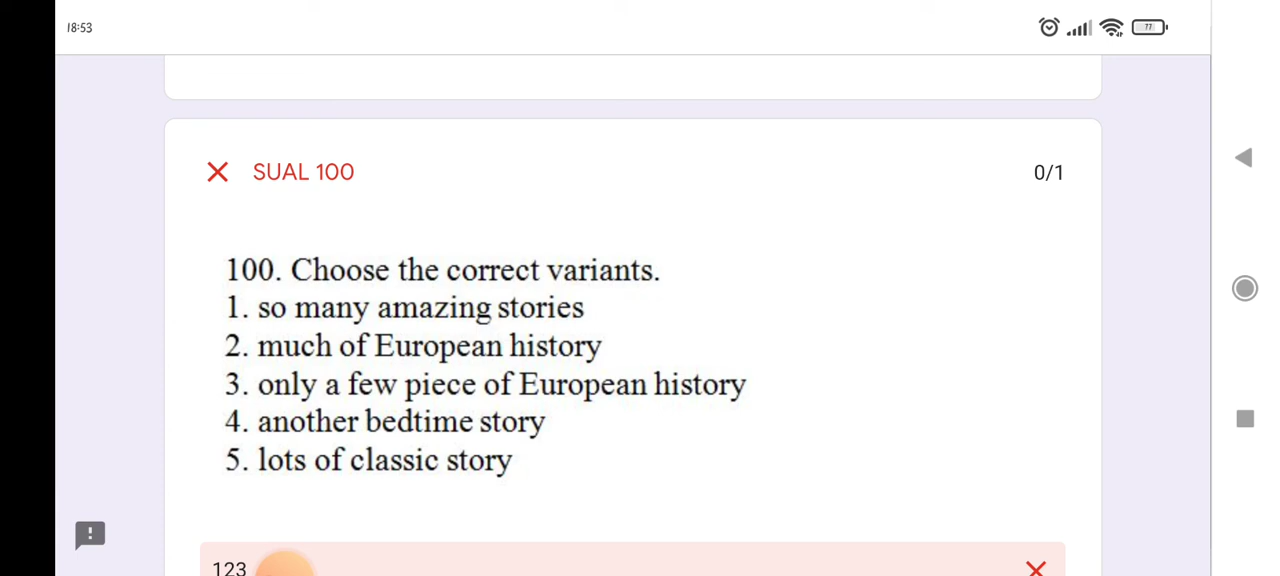 18:53
77
SUAL 100
0/1
100. Choose the correct variants.
1. so many amazing stories
2. much of European history
3. only a few piece of European history
4. another bedtime story
5. lots of classic story
123